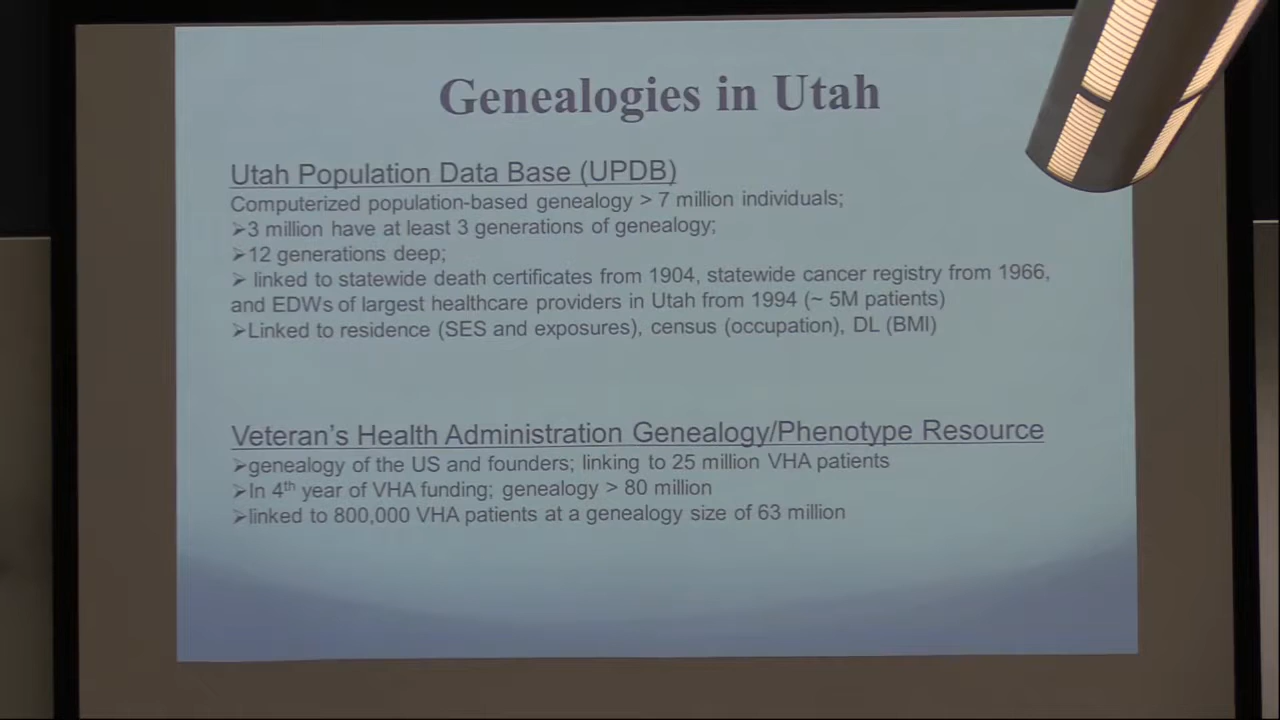 Genealogies in Utah
Utah Population Data Base (UPDB)
Computerized population-based genealogy > 7 million individuals;
➢3 million have at least 3 generations of genealogy;
➢12 generations deep;
➢ linked to statewide death certificates from 1904, statewide cancer registry from 1966,
and EDWs of largest healthcare providers in Utah from 1994 (~ 5M patients)
➢Linked to residence (SES and exposures), census (occupation), DL (BMI)
Veteran's Health Administration Genealogy/Phenotype Resource
➢genealogy of the US and founders; linking to 25 million VHA patients
➢In 4th year of VHA funding; genealogy > 80 million
➢linked to 800,000 VHA patients at a genealogy size of 63 million